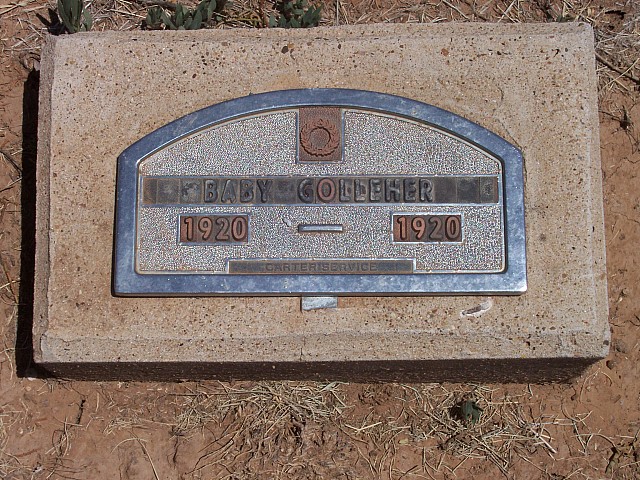 BABY GOLLEHER
1920 — 1920
CARTER SERVICE